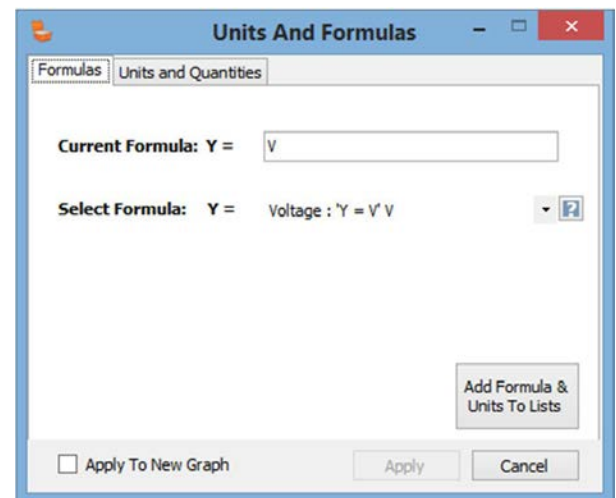 Units And Formulas
Formulas Units and Quantities
Current Formula: Y = V
Select Formula: Y = Voltage : 'Y = V' V ?
Add Formula &
Units To Lists
Apply To New Graph Apply Cancel